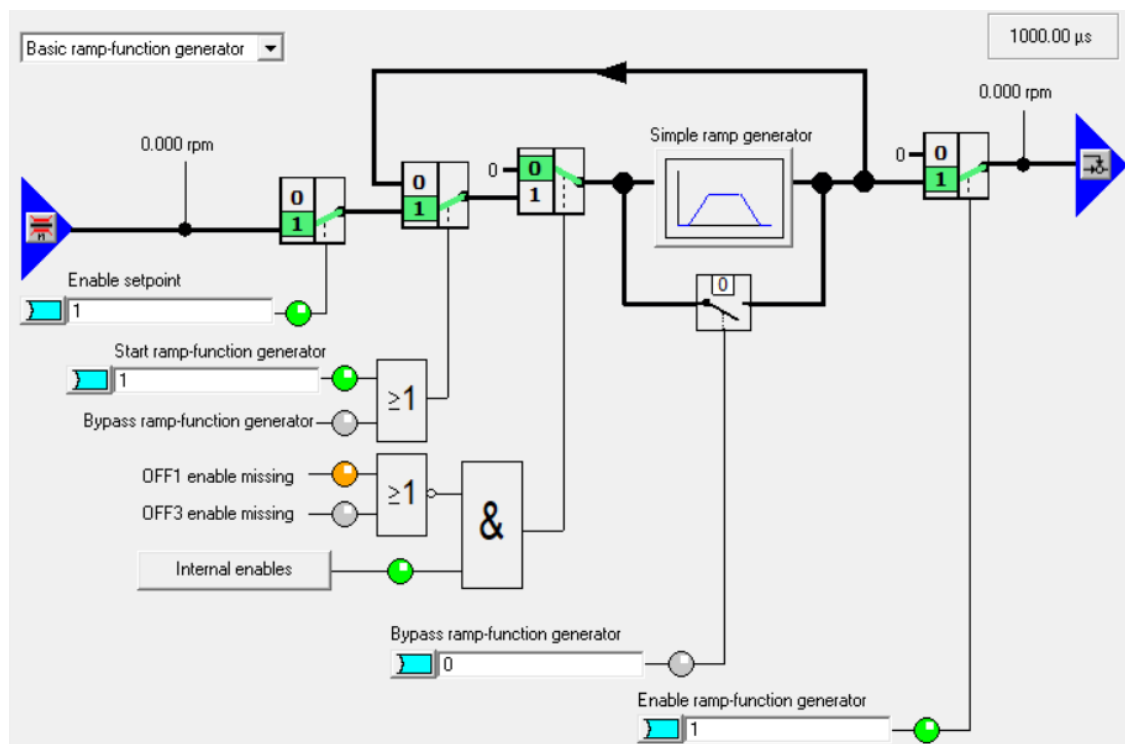 Basic ramp-function generator
1000.00 µs
0.000 rpm
0.000 rpm
Simple ramp generator
0
1
0
1
0
0
1
0
0
1
Enable setpoint
1
0
Start ramp-function generator
1
≥1
Bypass ramp-function generator
OFF1 enable missing
≥1
OFF3 enable missing
&
Internal enables
Bypass ramp-function generator
0
Enable ramp-function generator
1